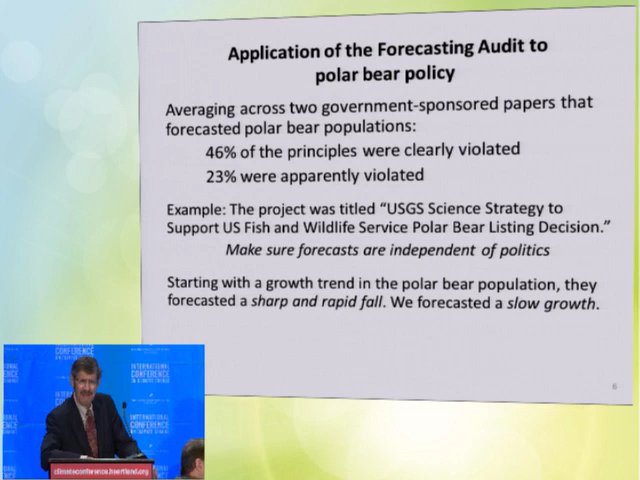 Application of the Forecasting Audit to
polar bear policy
Averaging across two government-sponsored papers that
forecasted polar bear populations:
46% of the principles were clearly violated
23% were apparently violated
Example: The project was titled “USGS Science Strategy to
Support US Fish and Wildlife Service Polar Bear Listing Decision.”
Make sure forecasts are independent of politics
Starting with a growth trend in the polar bear population, they
forecasted a sharp and rapid fall. We forecasted a slow growth.
6
CONFERENCE
INTERNATIONAL
CONFERENCE
climateconference.heartland.org